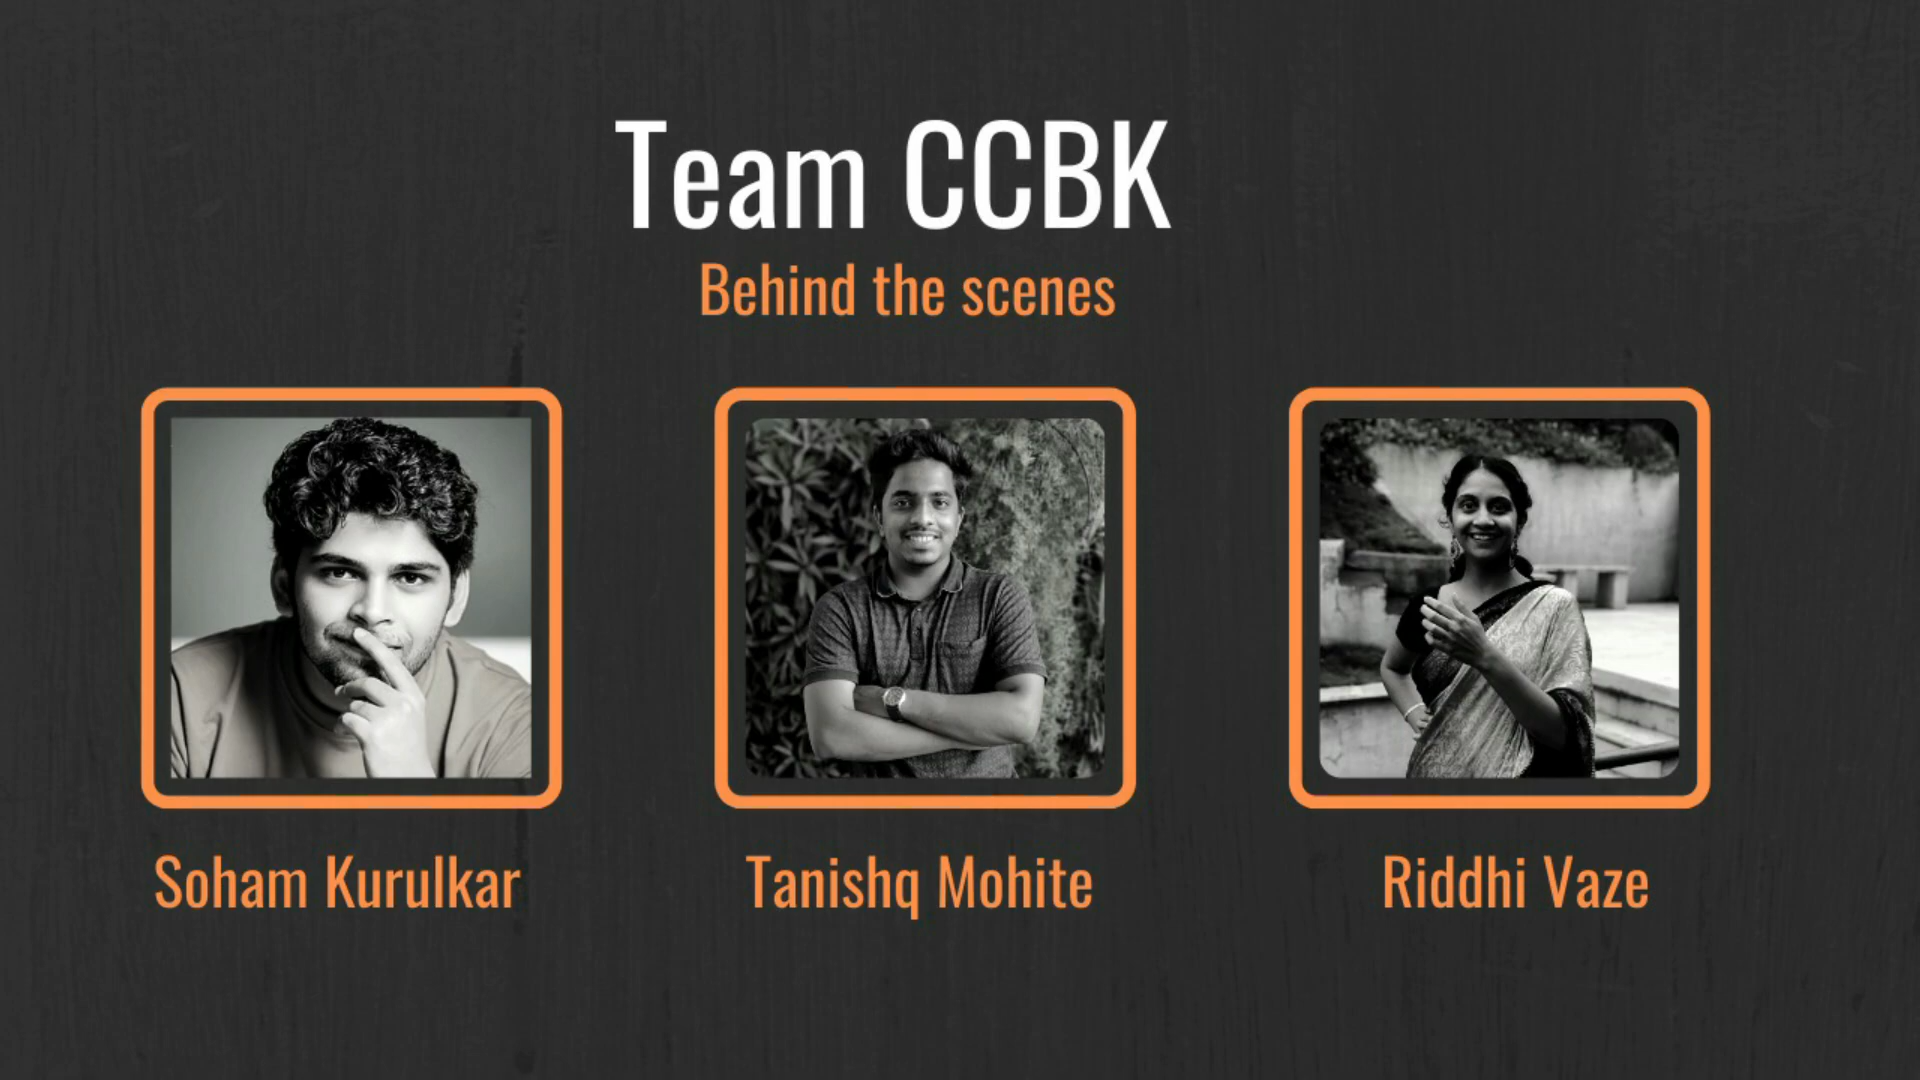 Team CCBK
Behind the scenes
Soham Kurulkar
Tanishq Mohite
Riddhi Vaze